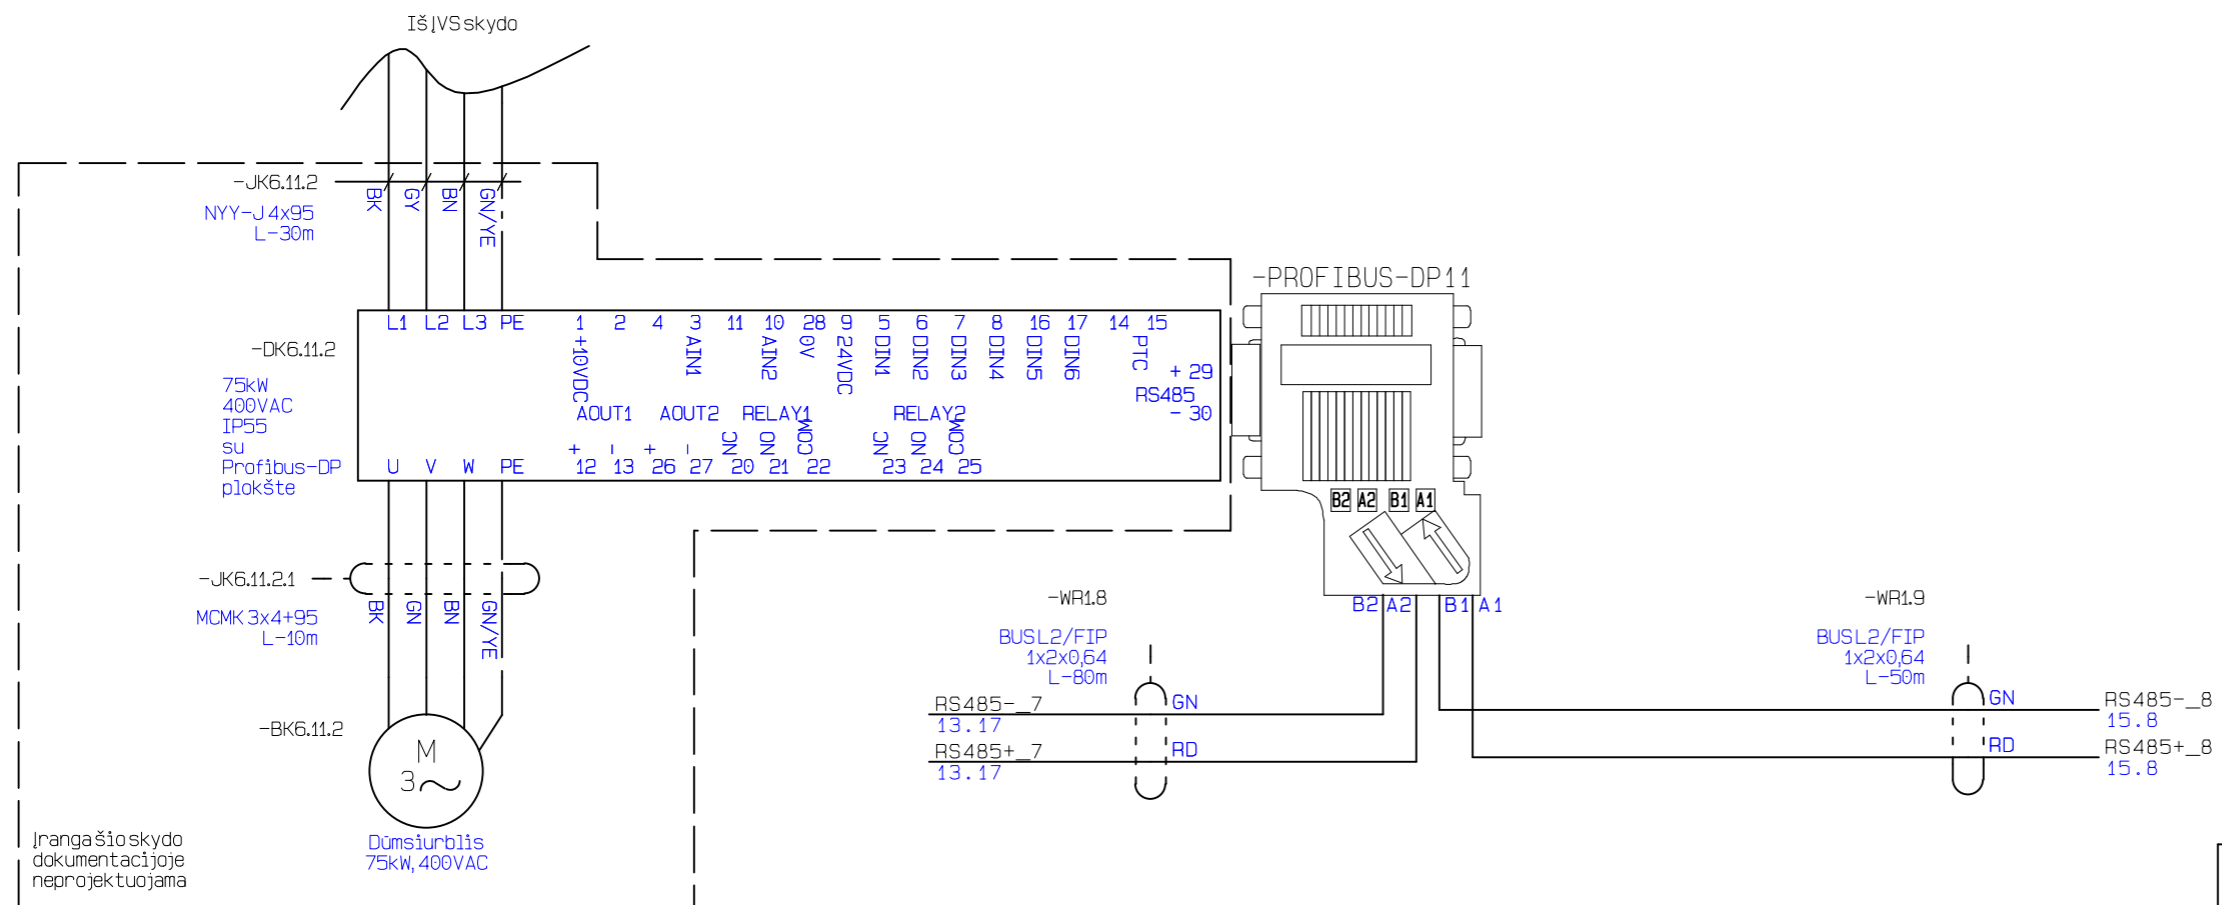 Iš ĮVS skydo
-JK6.11.2
NYY-J 4x95
L-30m
BK
GY
BN
GN/YE
-DK6.11.2
75kW
400VAC
IP55
su
Profibus-DP
plokšte
L1 L2 L3 PE 1 2 4 3 11 10 28 9 5 6 7 8 16 17 14 15
+10VDC
AIN1
AIN2
0V
24VDC
DIN1
DIN2
DIN3
DIN4
DIN5
DIN6
PTC
+ 29
RS485
- 30
AOUT1 AOUT2 RELAY1 RELAY2
+ - + - NC NO COM NC NO COM
U V W PE 12 13 26 27 20 21 22 23 24 25
-PROFIBUS-DP11
B2 A2 B1 A1
B2 A2 B1 A1
-JK6.11.2.1
MCMK 3x4+95
L-10m
BK
GN
BN
GN/YE
-BK6.11.2
M
3~
Dūmsiurblis
75kW, 400VAC
Įranga šio skydo
dokumentacijoje
neprojektuojama
-WR1.8
BUS L2/FIP
1x2x0,64
L-80m
RS485-_7
13.17
GN
RS485+_7
13.17
RD
-WR1.9
BUS L2/FIP
1x2x0,64
L-50m
GN
RS485-_8
15.8
RD
RS485+_8
15.8